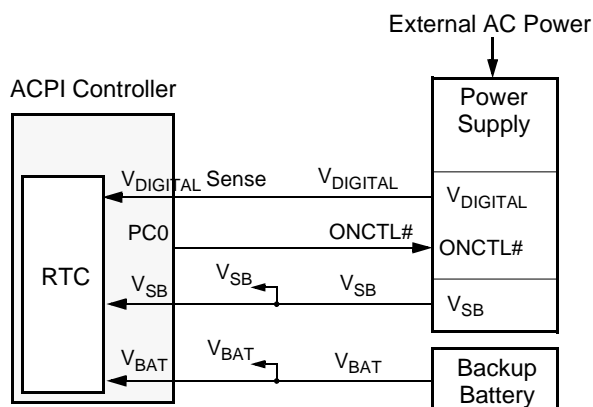 External AC Power
ACPI Controller
Power
Supply
VDIGITAL Sense VDIGITAL
VDIGITAL
PC0 ONCTL# ONCTL#
RTC
VSB VSB VSB VSB
VBAT VBAT VBAT
Backup
Battery